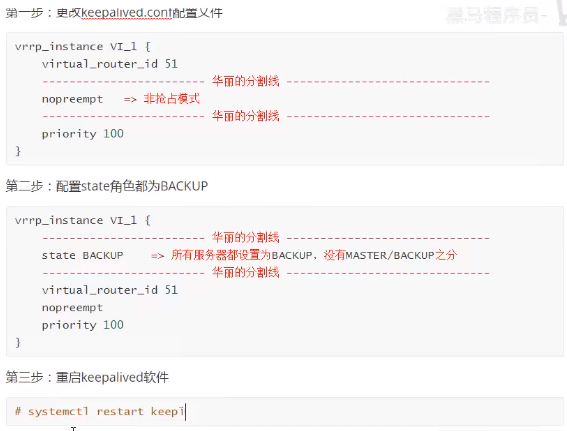 第一步：更改keepalived.conf配置文件
黑马程序员-
vrrp_instance VI_1 {
virtual_router_id 51
---------------------- 华丽的分割线 ----------------------------
nopreempt => 非抢占模式
---------------------- 华丽的分割线 ----------------------------
priority 100
}
第二步：配置state角色都为BACKUP
vrrp_instance VI_1 {
---------------------- 华丽的分割线 ----------------------------
state BACKUP => 所有服务器都设置为BACKUP，没有MASTER/BACKUP之分
---------------------- 华丽的分割线 ----------------------------
virtual_router_id 51
nopreempt
priority 100
}
第三步：重启keepalived软件
# systemctl restart keepi